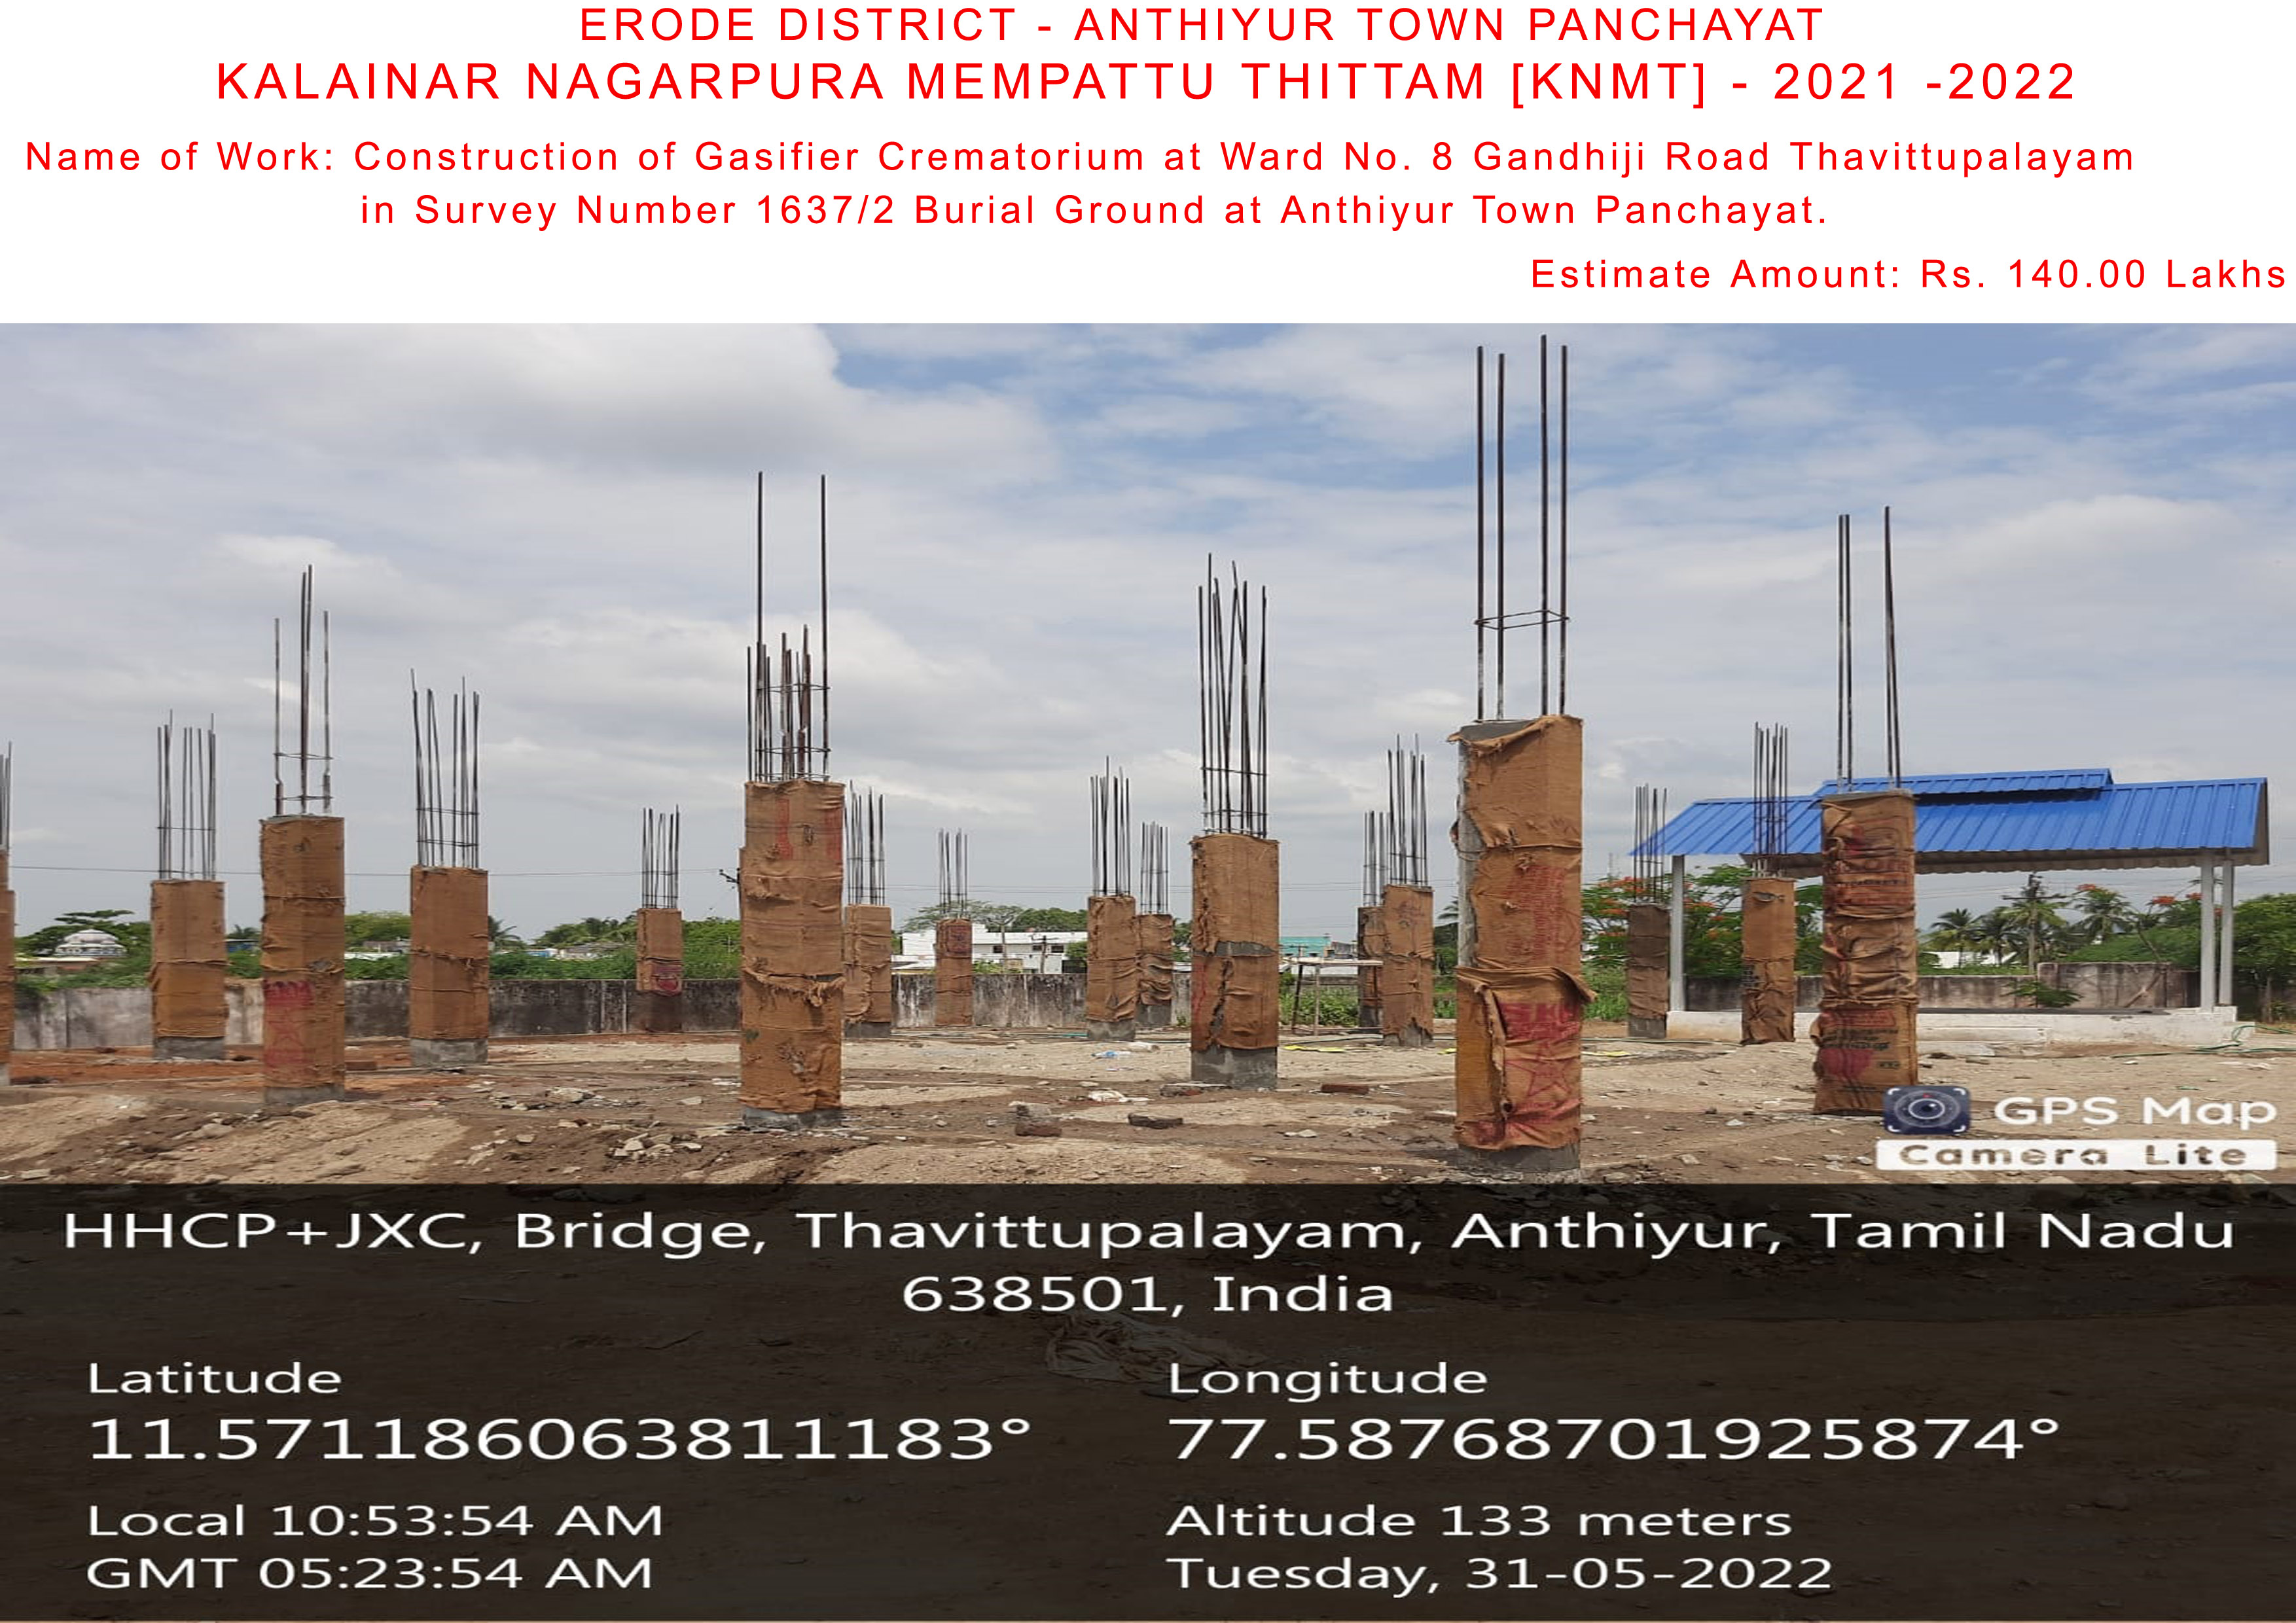 ERODE DISTRICT - ANTHIYUR TOWN PANCHAYAT
KALAINAR NAGARPURA MEMPATTU THITTAM [KNMT] - 2021 -2022
Name of Work: Construction of Gasifier Crematorium at Ward No. 8 Gandhiji Road Thavittupalayam
in Survey Number 1637/2 Burial Ground at Anthiyur Town Panchayat.
Estimate Amount: Rs. 140.00 Lakhs
GPS Map
Camera Lite
HHCP+JXC, Bridge, Thavittupalayam, Anthiyur, Tamil Nadu
638501, India
Latitude
11.571186063811183°
Longitude
77.58768701925874°
Local 10:53:54 AM
GMT 05:23:54 AM
Altitude 133 meters
Tuesday, 31-05-2022